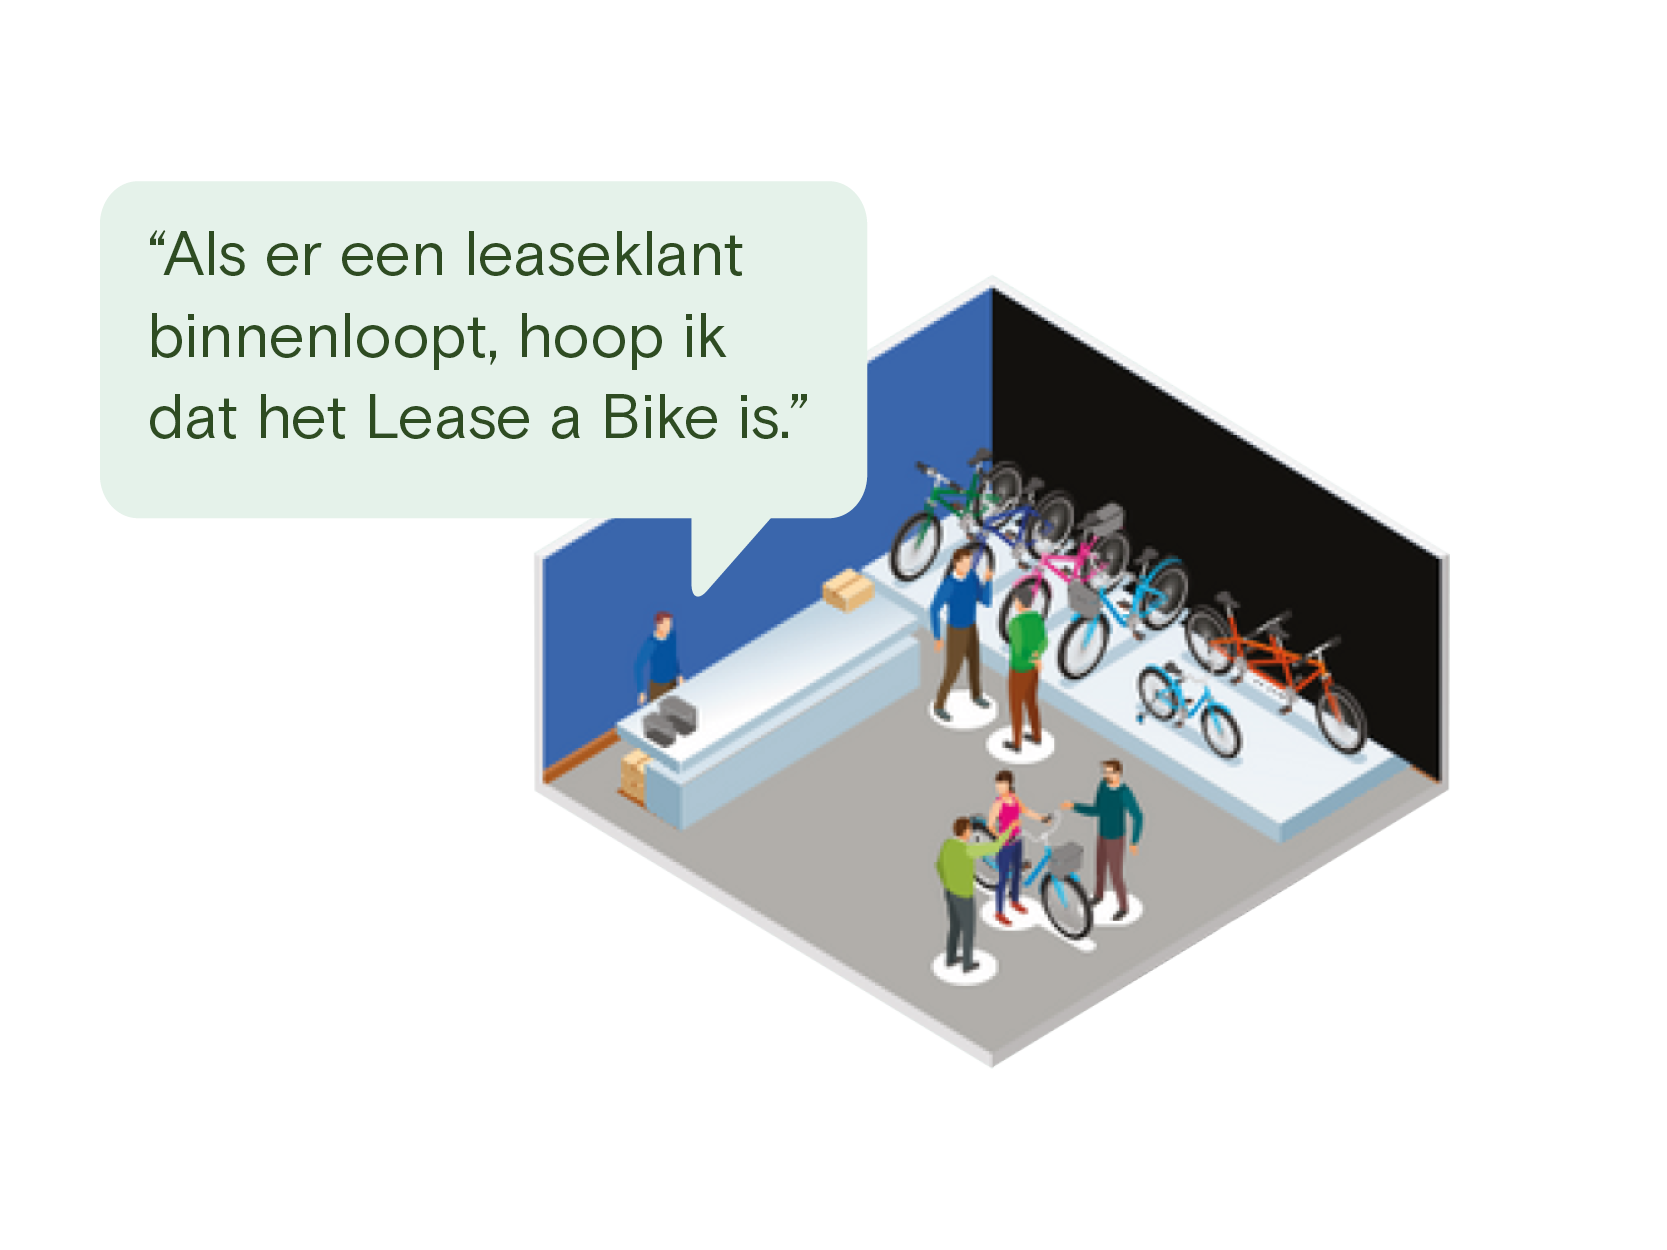 “Als er een leaseklant
binnenloopt, hoop ik
dat het Lease a Bike is.”